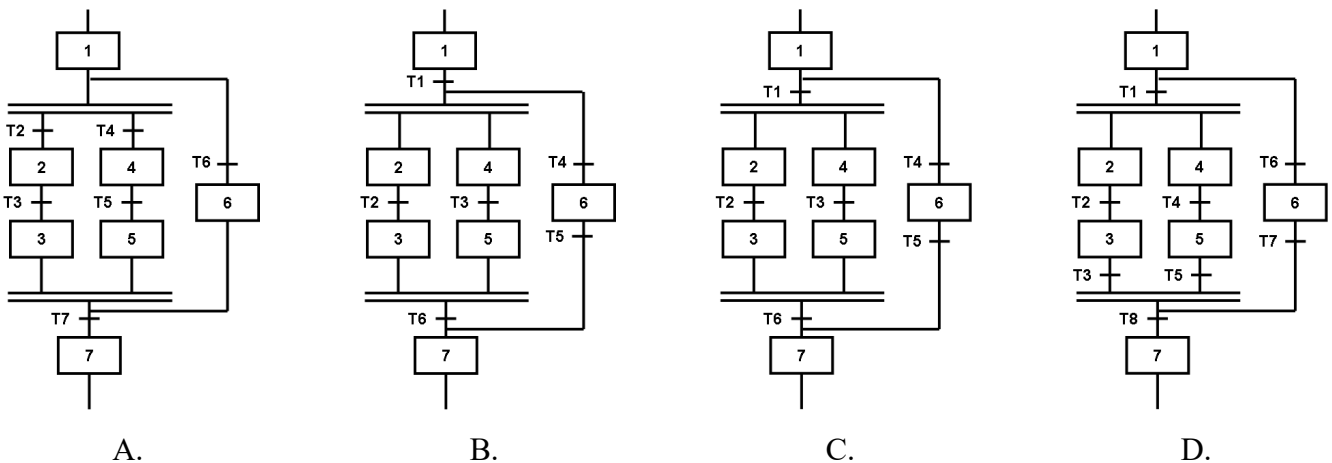 1 1 1 1
T1
T1 T1
T2 T4
T6 T4 T4 T6
2 4 2 4 2 4 2 4
T3 T5 6 T2 T3 6 T2 T3 6 T2 T4 6
3 5 3 5 T5 3 5 T5 3 5 T7
T3 T5
T7 T6 T6 T8
7 7 7 7
A. B. C. D.